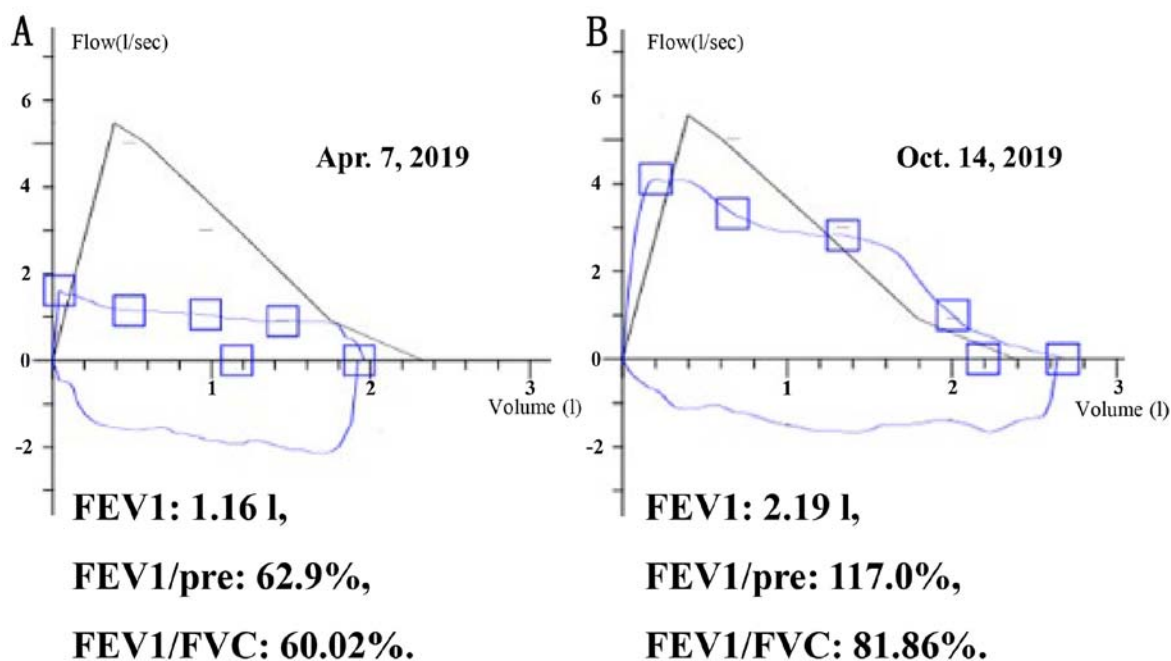 A
Flow(l/sec)
6
4
2
0
-2
Apr. 7, 2019
1
2
3
Volume (l)
FEV1: 1.16 l,
FEV1/pre: 62.9%,
FEV1/FVC: 60.02%.
B
Flow(l/sec)
6
4
2
0
-2
Oct. 14, 2019
1
2
3
Volume (l)
FEV1: 2.19 l,
FEV1/pre: 117.0%,
FEV1/FVC: 81.86%.